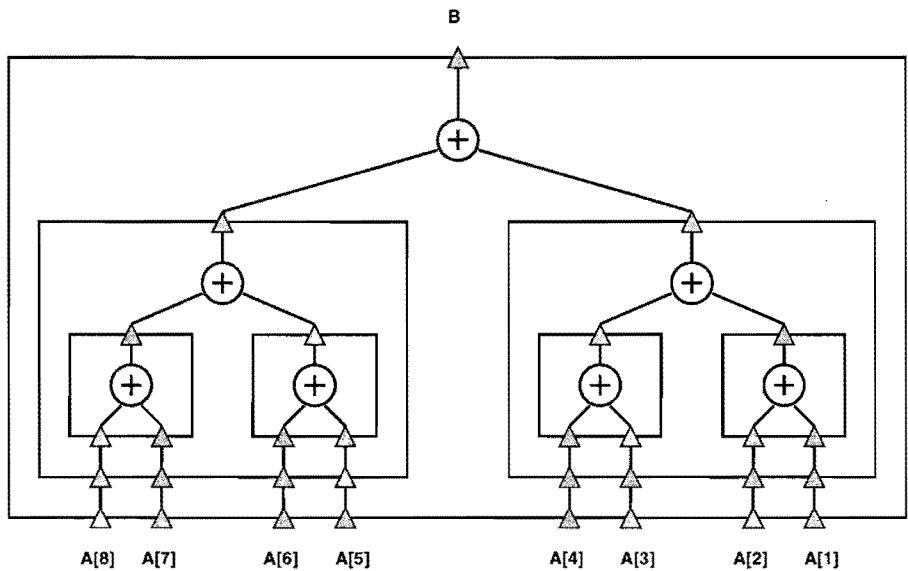 B
+
+ +
+ + + +
A[8] A[7] A[6] A[5] A[4] A[3] A[2] A[1]